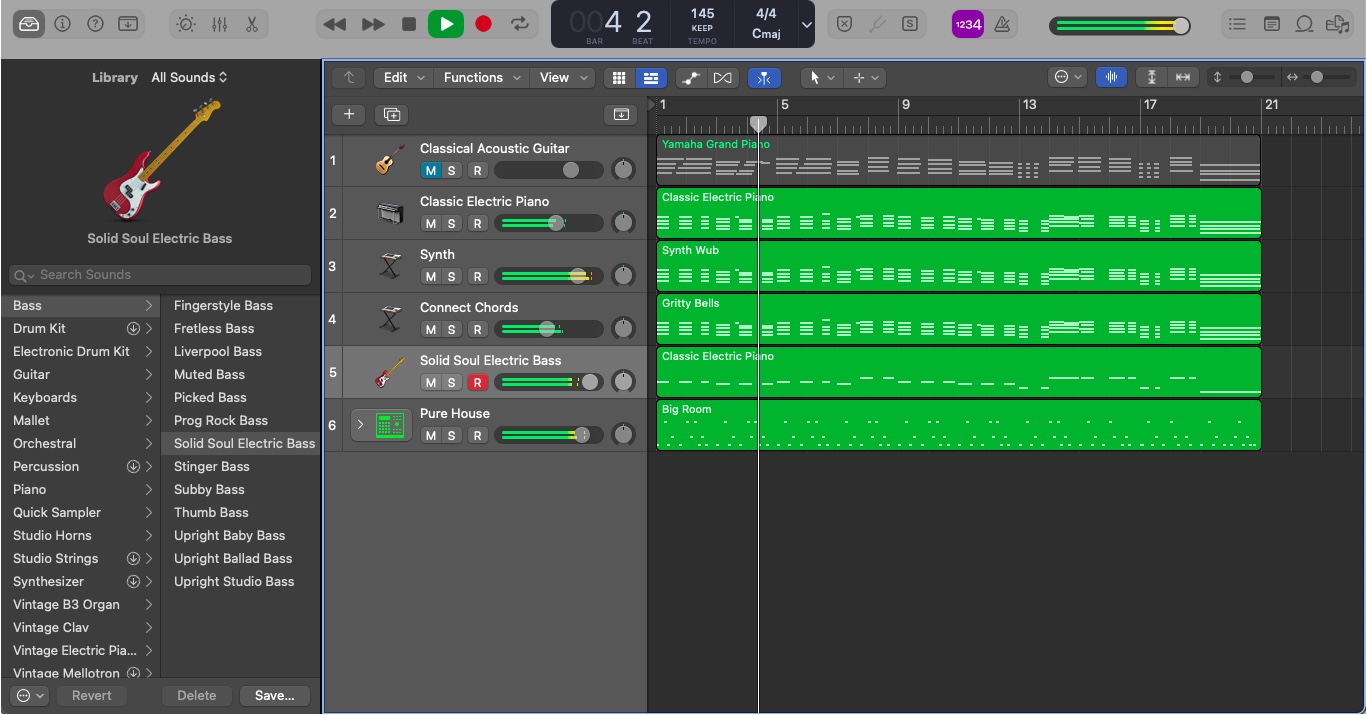 004 2
BAR BEAT
145
KEEP
TEMPO
4/4
Cmaj
S
1234
Library All Sounds
Solid Soul Electric Bass
Search Sounds
Bass
Drum Kit
Electronic Drum Kit
Guitar
Keyboards
Mallet
Orchestral
Percussion
Piano
Quick Sampler
Studio Horns
Studio Strings
Synthesizer
Vintage B3 Organ
Vintage Clav
Vintage Electric Pia...
Vintage Mellotron
Fingerstyle Bass
Fretless Bass
Liverpool Bass
Muted Bass
Picked Bass
Prog Rock Bass
Solid Soul Electric Bass
Stinger Bass
Subby Bass
Thumb Bass
Upright Baby Bass
Upright Ballad Bass
Upright Studio Bass
Revert Delete Save...
Edit Functions View
1 5 9 13 17 21
1 Classical Acoustic Guitar
M S R
Yamaha Grand Piano
2 Classic Electric Piano
M S R
Classic Electric Piano
3 Synth
M S R
Synth Wub
4 Connect Chords
M S R
Gritty Bells
5 Solid Soul Electric Bass
M S R
Classic Electric Piano
6 Pure House
M S R
Big Room